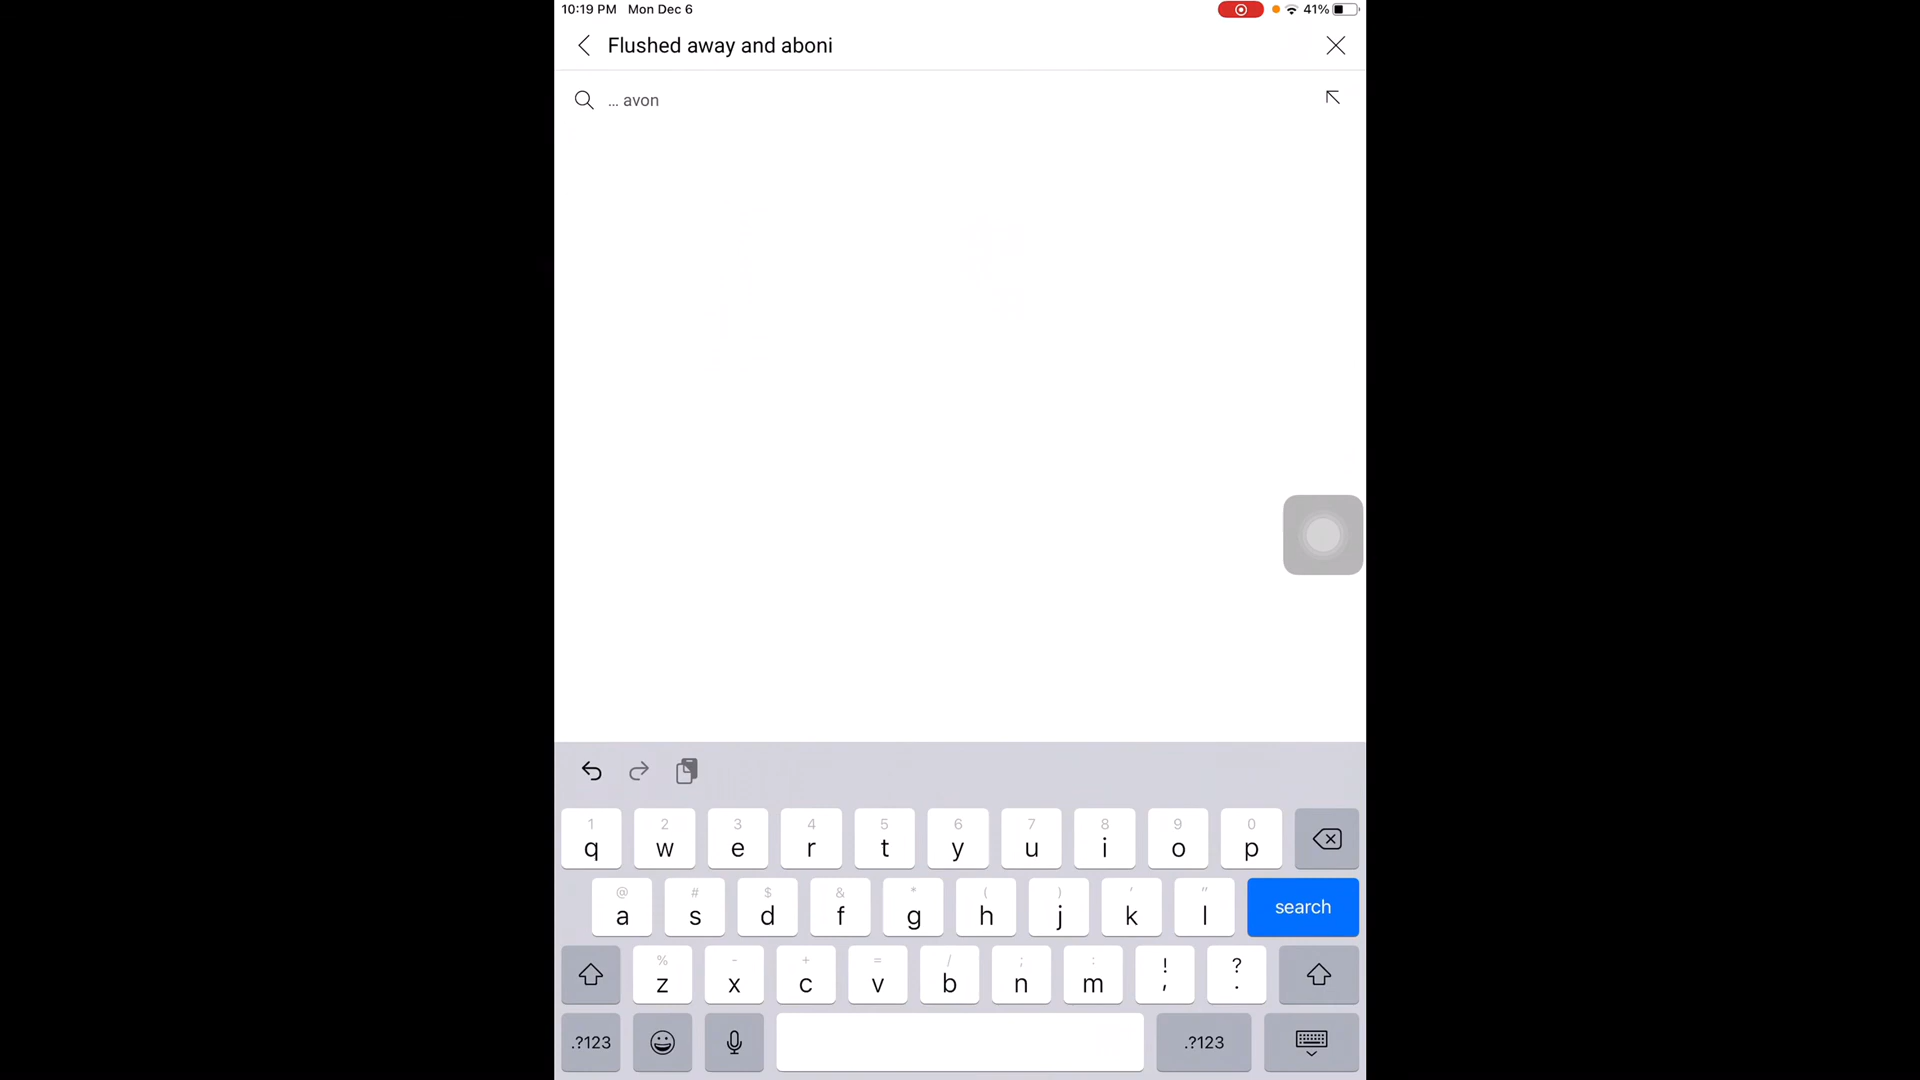 10:19 PM Mon Dec 6 41%
Flushed away and aboni
... avon
1 2 3 4 5 6 7 8 9 0
q w e r t y u i o p
@ # $ & * ( ) ' "
a s d f g h j k l search
% - + = / ; : ! ?
z x c v b n m , .
.?123 .?123